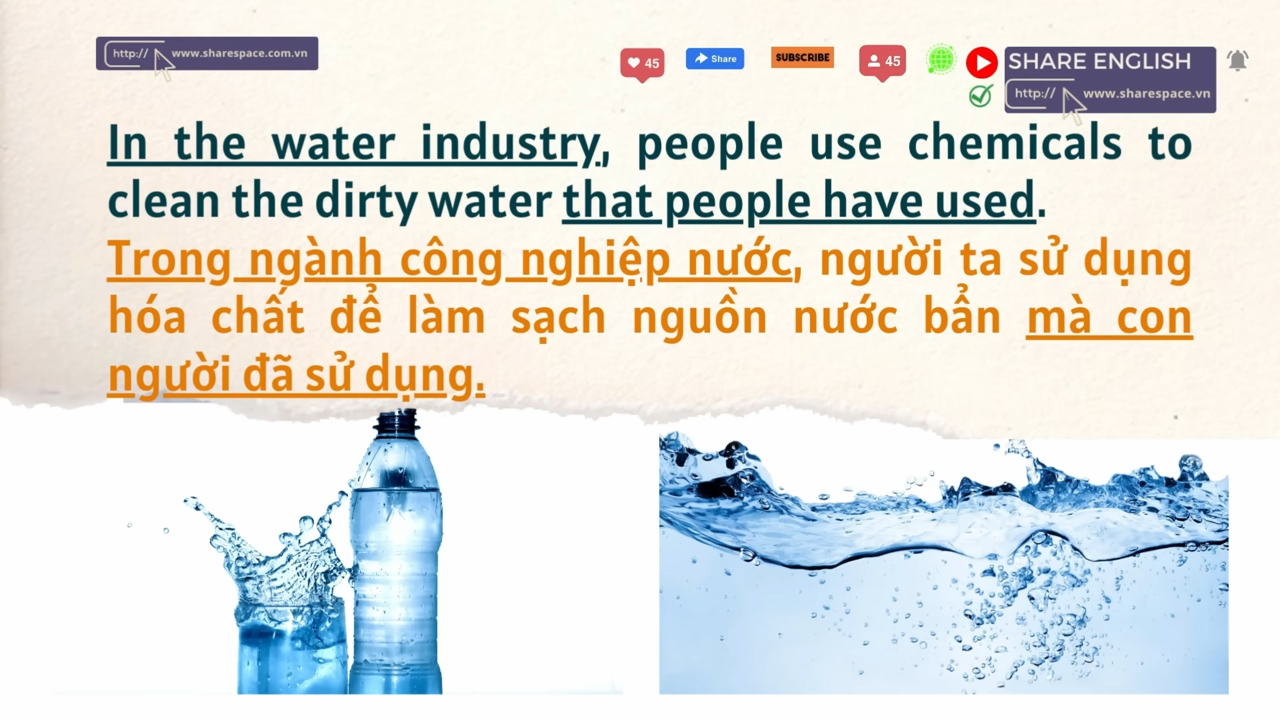 http:// www.sharespace.com.vn
45 Share SUBSCRIBE 45 SHARE ENGLISH
http:// www.sharespace.vn
In the water industry, people use chemicals to
clean the dirty water that people have used.
Trong ngành công nghiệp nước, người ta sử dụng
hóa chất để làm sạch nguồn nước bẩn mà con
người đã sử dụng.